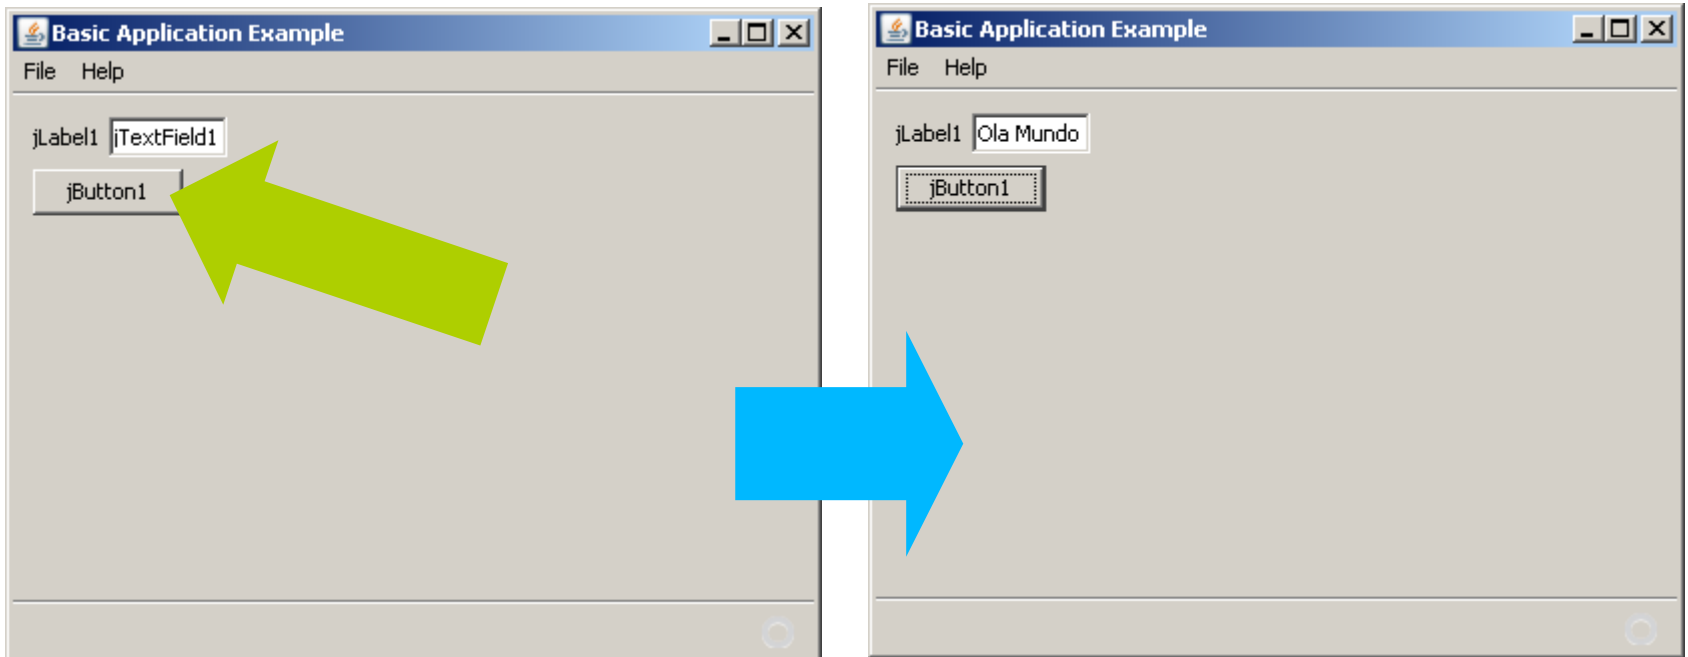 Basic Application Example
File Help
jLabel1 jTextField1
jButton1
Basic Application Example
File Help
jLabel1 Ola Mundo
jButton1